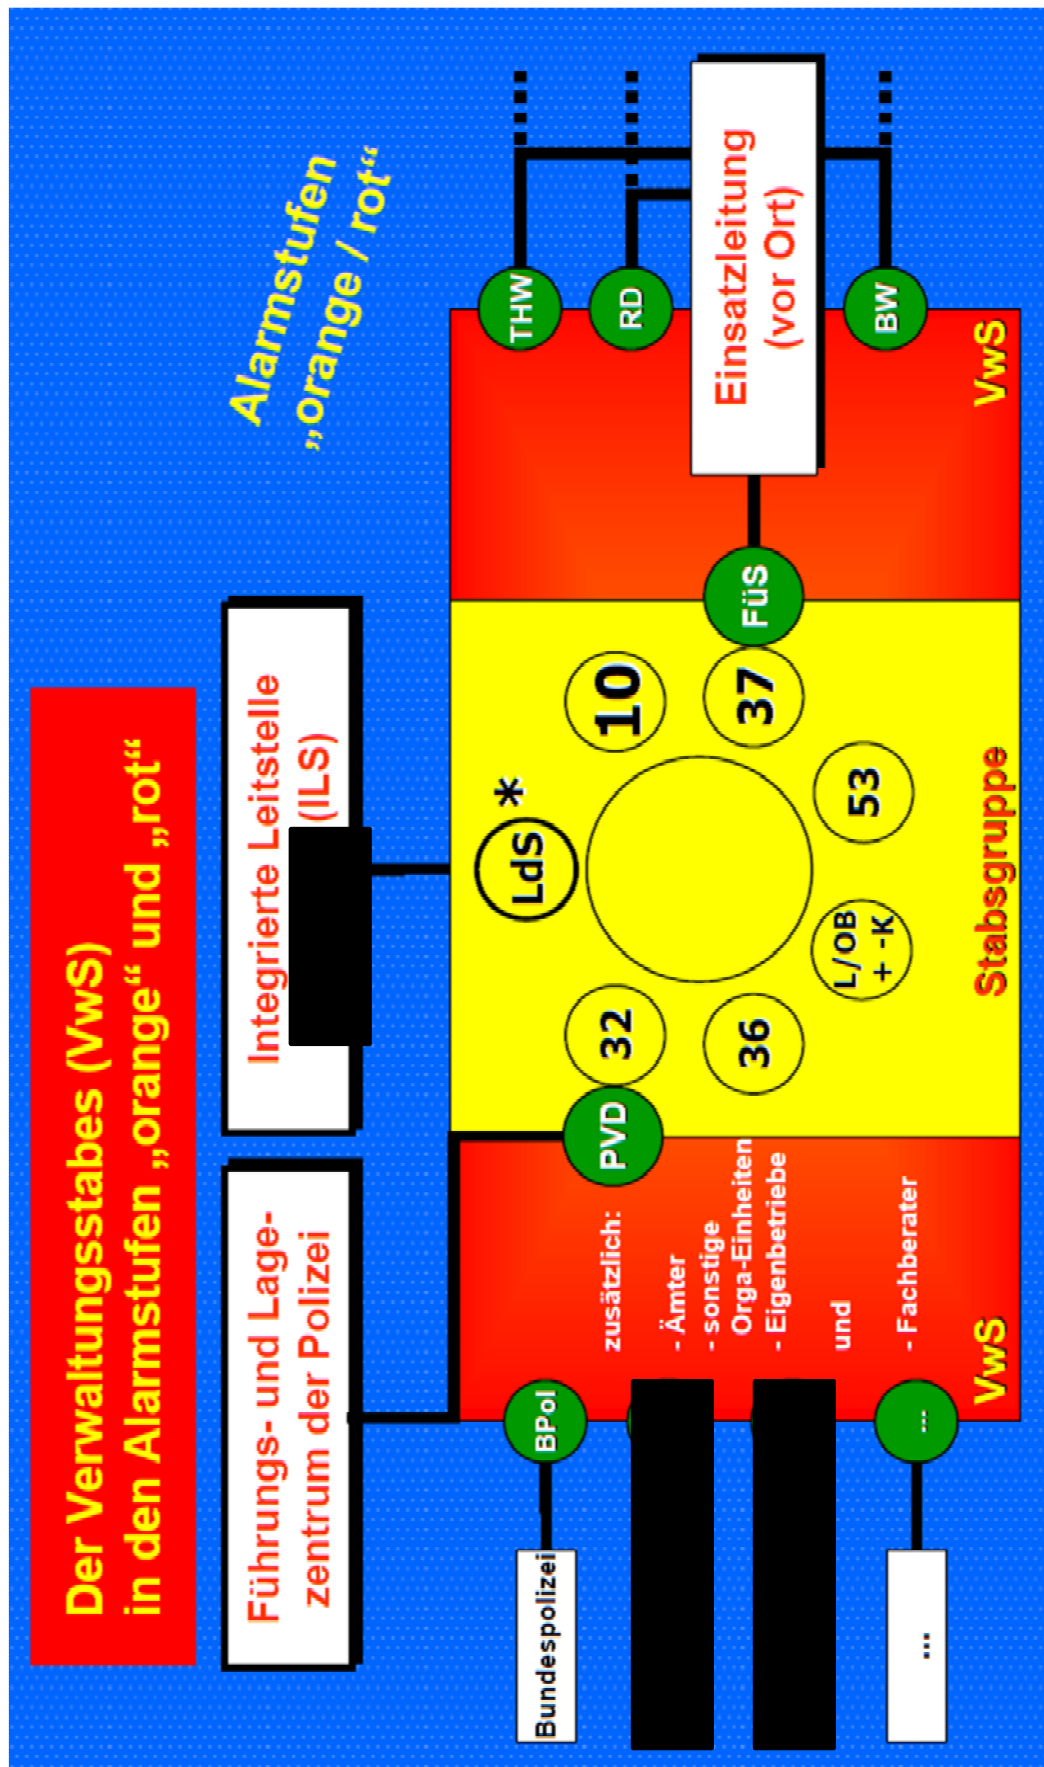 Der Verwaltungsstabes (VwS)
in den Alarmstufen „orange“ und „rot“
Alarmstufen
„orange / rot“
Führungs- und Lage-
zentrum der Polizei
Integrierte Leitstelle
(ILS)
LdS *
10
37
53
L/OB
+ -K
36
32
PVD
FüS
Stabsgruppe
THW
RD
Einsatzleitung
(vor Ort)
BW
VwS
zusätzlich:
- Ämter
- sonstige
Orga-Einheiten
- Eigenbetriebe
und
- Fachberater
VwS
BPol
Bundespolizei
...
...